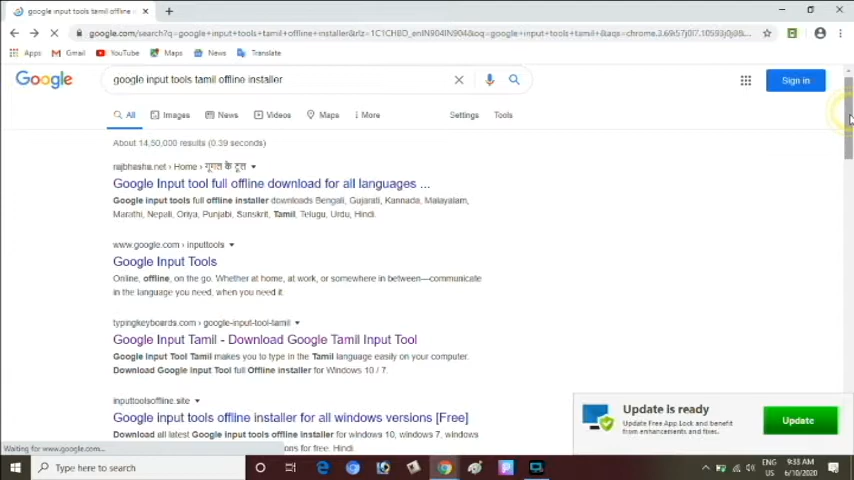 google input tools tamil offline
google.com/search?q=google+input+tools+tamil+offline+installer&rlz=1C1CHBD_enIN904IN904&oq=google+input+tools+tamil+&aqs=chrome.3.69i57j0l7.10593j0j8&s...
Apps Gmail YouTube Maps News Translate
Google google input tools tamil offline installer Sign in
All Images News Videos Maps More Settings Tools
About 14,50,000 results (0.39 seconds)
rajbhasha.net › Home › गूगल के टूल
Google Input tool full offline download for all languages ...
Google input tools full offline installer downloads Bengali, Gujarati, Kannada, Malayalam,
Marathi, Nepali, Oriya, Punjabi, Sanskrit, Tamil, Telugu, Urdu, Hindi.
www.google.com › inputtools
Google Input Tools
Online, offline, on the go. Whether at home, at work, or somewhere in between—communicate
in the language you need, when you need it.
typingkeyboards.com › google-input-tool-tamil
Google Input Tamil - Download Google Tamil Input Tool
Google Input Tool Tamil makes you to type in the Tamil language easily on your computer.
Download Google Input Tool full Offline installer for Windows 10 / 7.
inputtoolsoffline.site
Google input tools offline installer for all windows versions [Free]
Download all latest Google input tools offline installer for windows 10, windows 7, windows
ons for free. Hindi
Waiting for www.google.com...
Update is ready
Update Free App Lock and benefit
from enhancements and fixes.
Update
Type here to search
ENG
US
9:33 AM
6/10/2020